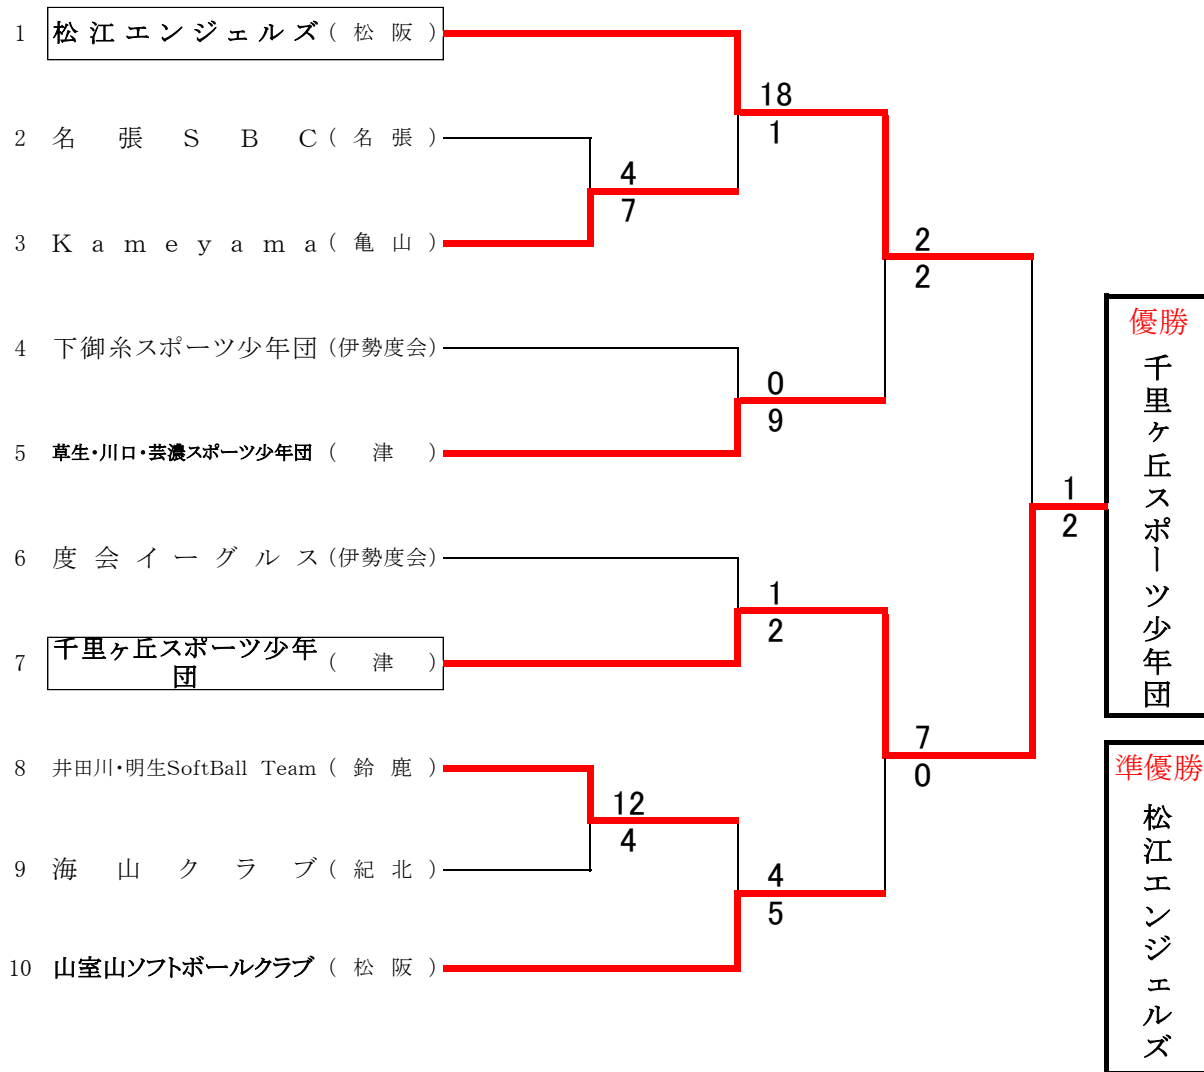 1 松江エンジェルズ（松阪）
18
1
2 名張SBC（名張）
4
7
3 Kameyama（亀山）
2
2
4 下御糸スポーツ少年団（伊勢度会）
0
9
5 草生・川口・芸濃スポーツ少年団（津）
1
2
6 度会イーグルス（伊勢度会）
1
2
7 千里ヶ丘スポーツ少年
団（津）
7
0
8 井田川・明生SoftBall Team（鈴鹿）
12
4
9 海山クラブ（紀北）
4
5
10 山室山ソフトボールクラブ（松阪）
優勝
千里ヶ丘スポーツ少年団
準優勝
松江エンジェルズ